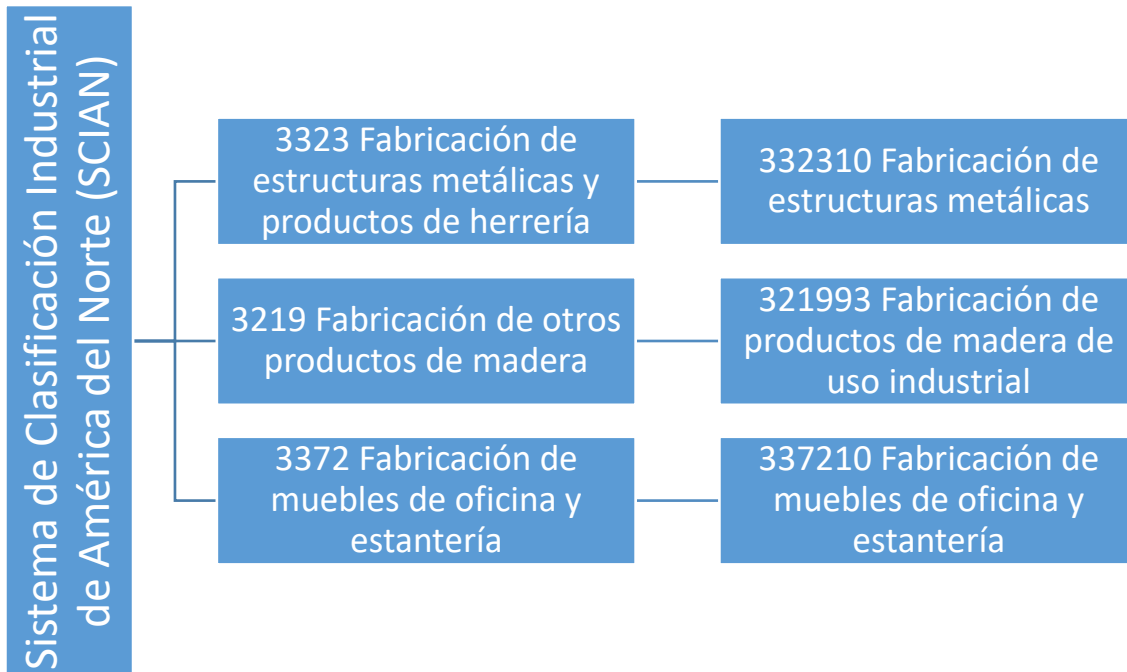 Sistema de Clasificación Industrial
de América del Norte (SCIAN)
3323 Fabricación de
estructuras metálicas y
productos de herrería
332310 Fabricación de
estructuras metálicas
3219 Fabricación de otros
productos de madera
321993 Fabricación de
productos de madera de
uso industrial
3372 Fabricación de
muebles de oficina y
estantería
337210 Fabricación de
muebles de oficina y
estantería